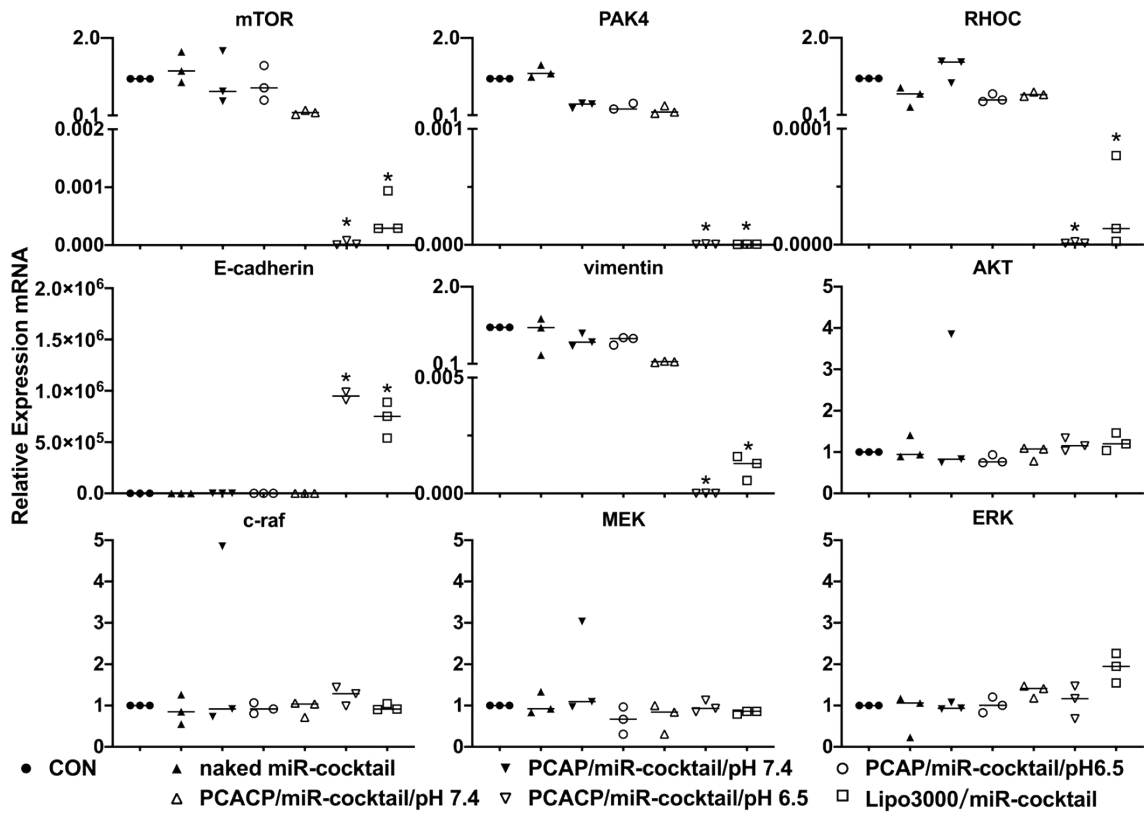 mTOR PAK4 RHOC
2.0 2.0 2.0
0.1 0.1 0.1
0.002 0.002 0.0001
* *
0.001 0.001
* * * *
0.000 0.000 0.0000
E-cadherin vimentin AKT
2.0×10⁶ 2.0 5
1.5×10⁶ 4
0.1
1.0×10⁶ 0.005 3
* *
2
5.0×10⁵ * * 1
0.0 0.000 0
c-raf MEK ERK
5 5 5
4 4 4
3 3 3
2 2 2
1 1 1
0 0 0
Relative Expression mRNA
CON naked miR-cocktail PCAP/miR-cocktail/pH 7.4 PCAP/miR-cocktail/pH6.5
PCACP/miR-cocktail/pH 7.4 PCACP/miR-cocktail/pH 6.5 Lipo3000/miR-cocktail